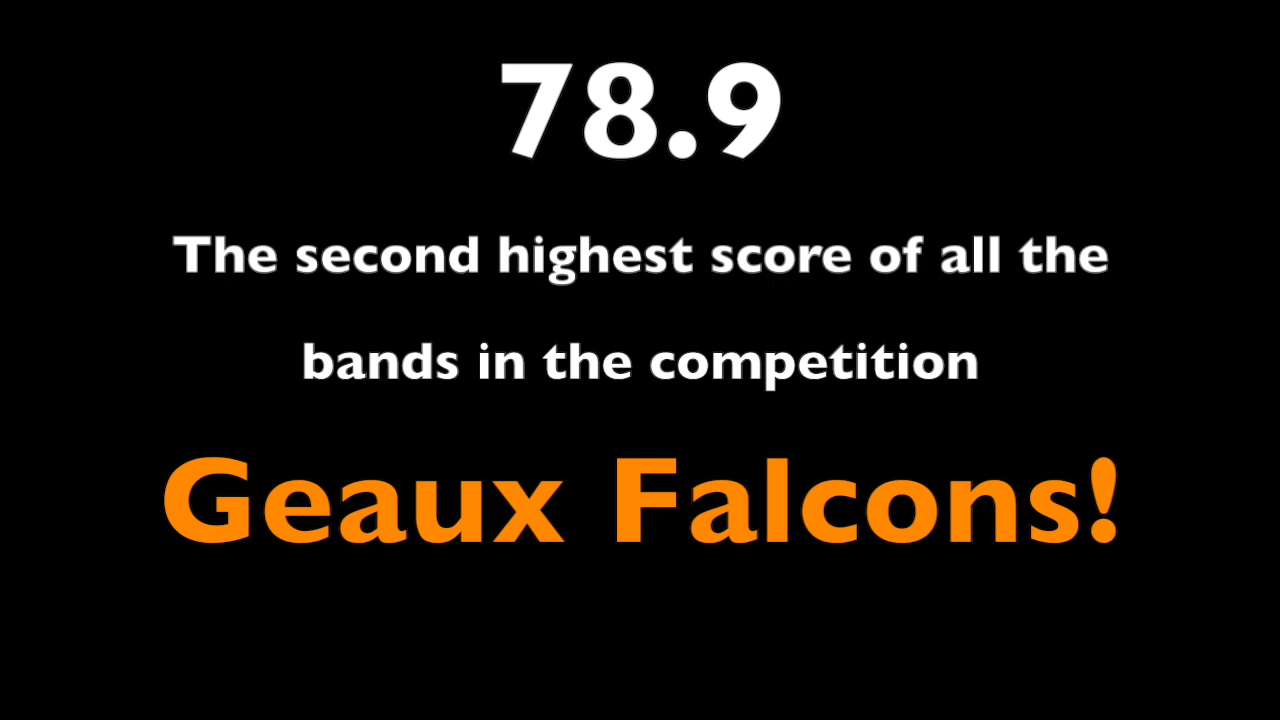 78.9
The second highest score of all the
bands in the competition
Geaux Falcons!